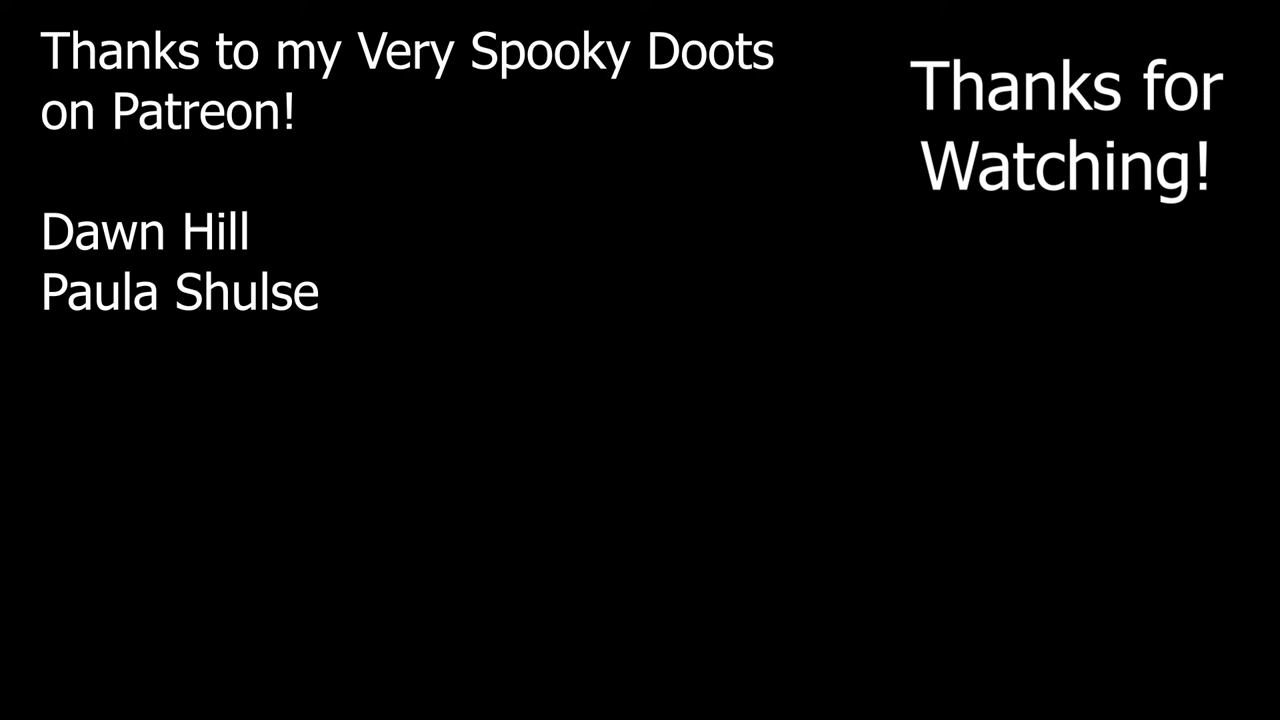 Thanks to my Very Spooky Doots
on Patreon!
Dawn Hill
Paula Shulse
Thanks for
Watching!